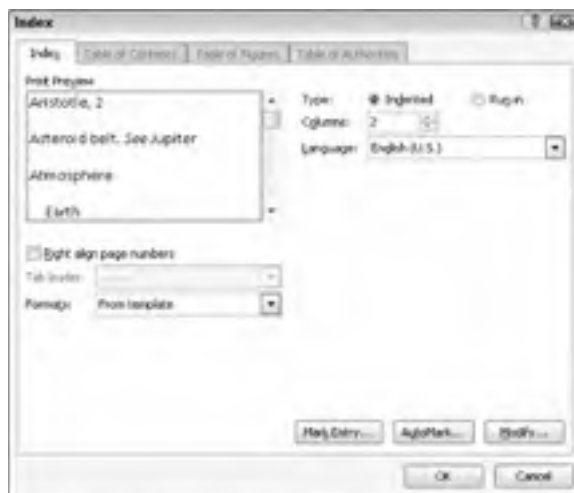 Index
Index Table of Contents Table of Figures Table of Authorities
Print Preview
Aristotle, 2
Asteroid belt. See Jupiter
Atmosphere
Earth
Type: Indented Run-in
Columns: 2
Language: English (U.S.)
Right align page numbers
Tab leader:
Formats: From template
Mark Entry... AutoMark... Modify...
OK Cancel